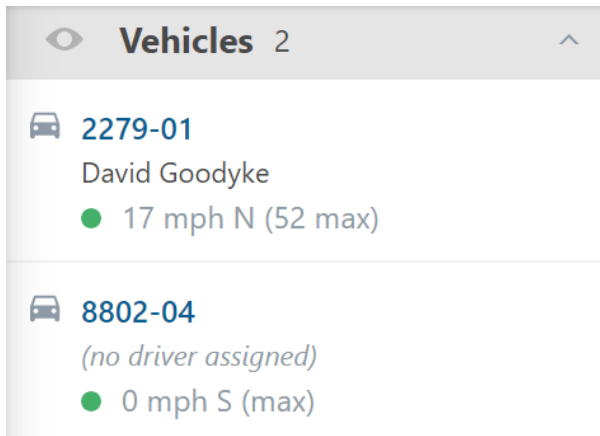 Vehicles 2
2279-01
David Goodyke
17 mph N (52 max)
8802-04
(no driver assigned)
0 mph S (max)